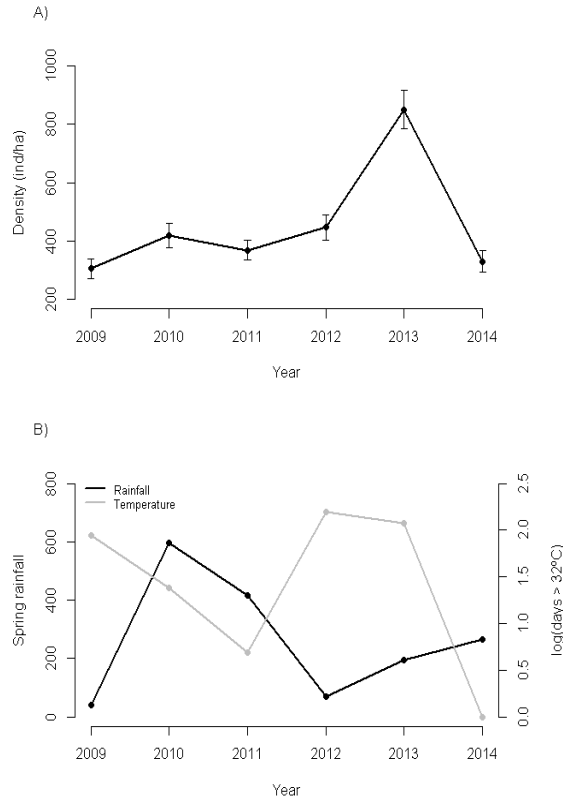 A)
1000
800
600
400
200
Density (ind/ha)
2009 2010 2011 2012 2013 2014
Year
B)
Rainfall
Temperature
800
600
400
200
0
Spring rainfall
2.5
2.0
1.5
1.0
0.5
0.0
log(days > 32ºC)
2009 2010 2011 2012 2013 2014
Year